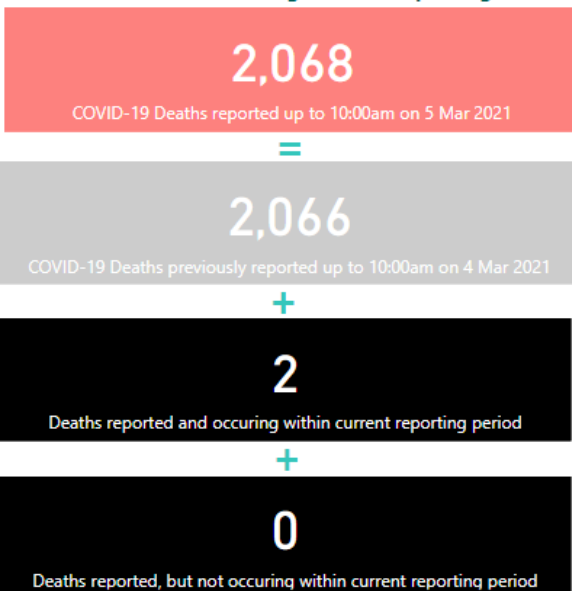 2,068
COVID-19 Deaths reported up to 10:00am on 5 Mar 2021
=
2,066
COVID-19 Deaths previously reported up to 10:00am on 4 Mar 2021
+
2
Deaths reported and occuring within current reporting period
+
0
Deaths reported, but not occuring within current reporting period